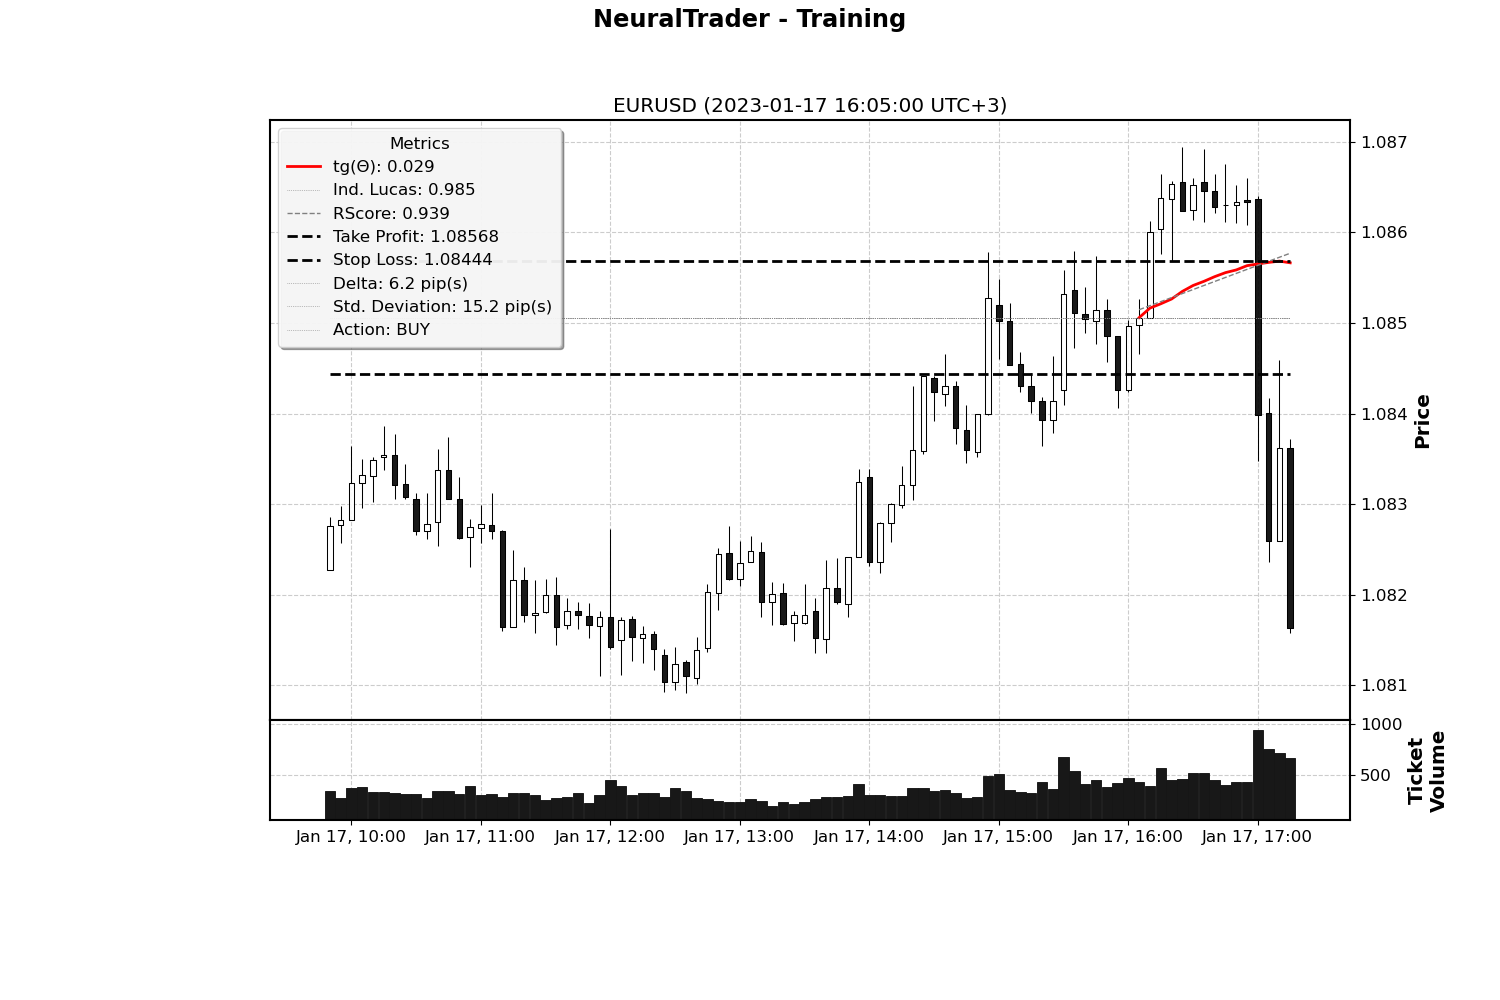 NeuralTrader - Training
EURUSD (2023-01-17 16:05:00 UTC+3)
Metrics
tg(Θ): 0.029
Ind. Lucas: 0.985
RScore: 0.939
Take Profit: 1.08568
Stop Loss: 1.08444
Delta: 6.2 pip(s)
Std. Deviation: 15.2 pip(s)
Action: BUY
1.087
1.086
1.085
1.084
1.083
1.082
1.081
Price
1000
500
Ticket
Volume
Jan 17, 10:00
Jan 17, 11:00
Jan 17, 12:00
Jan 17, 13:00
Jan 17, 14:00
Jan 17, 15:00
Jan 17, 16:00
Jan 17, 17:00